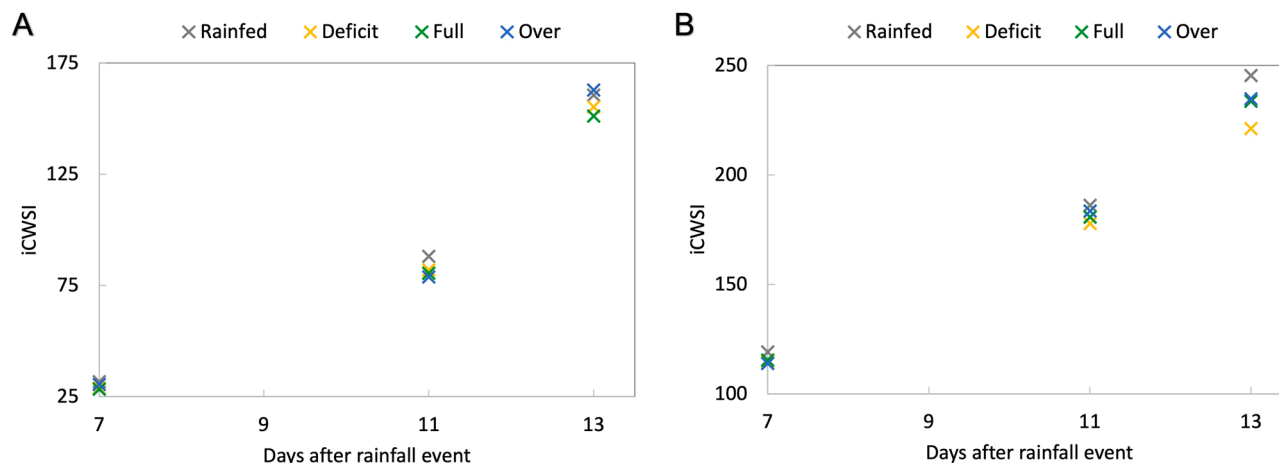 A
Rainfed Deficit Full Over
175
125
75
25
iCWSI
7 9 11 13
Days after rainfall event
B
Rainfed Deficit Full Over
250
200
150
100
iCWSI
7 9 11 13
Days after rainfall event